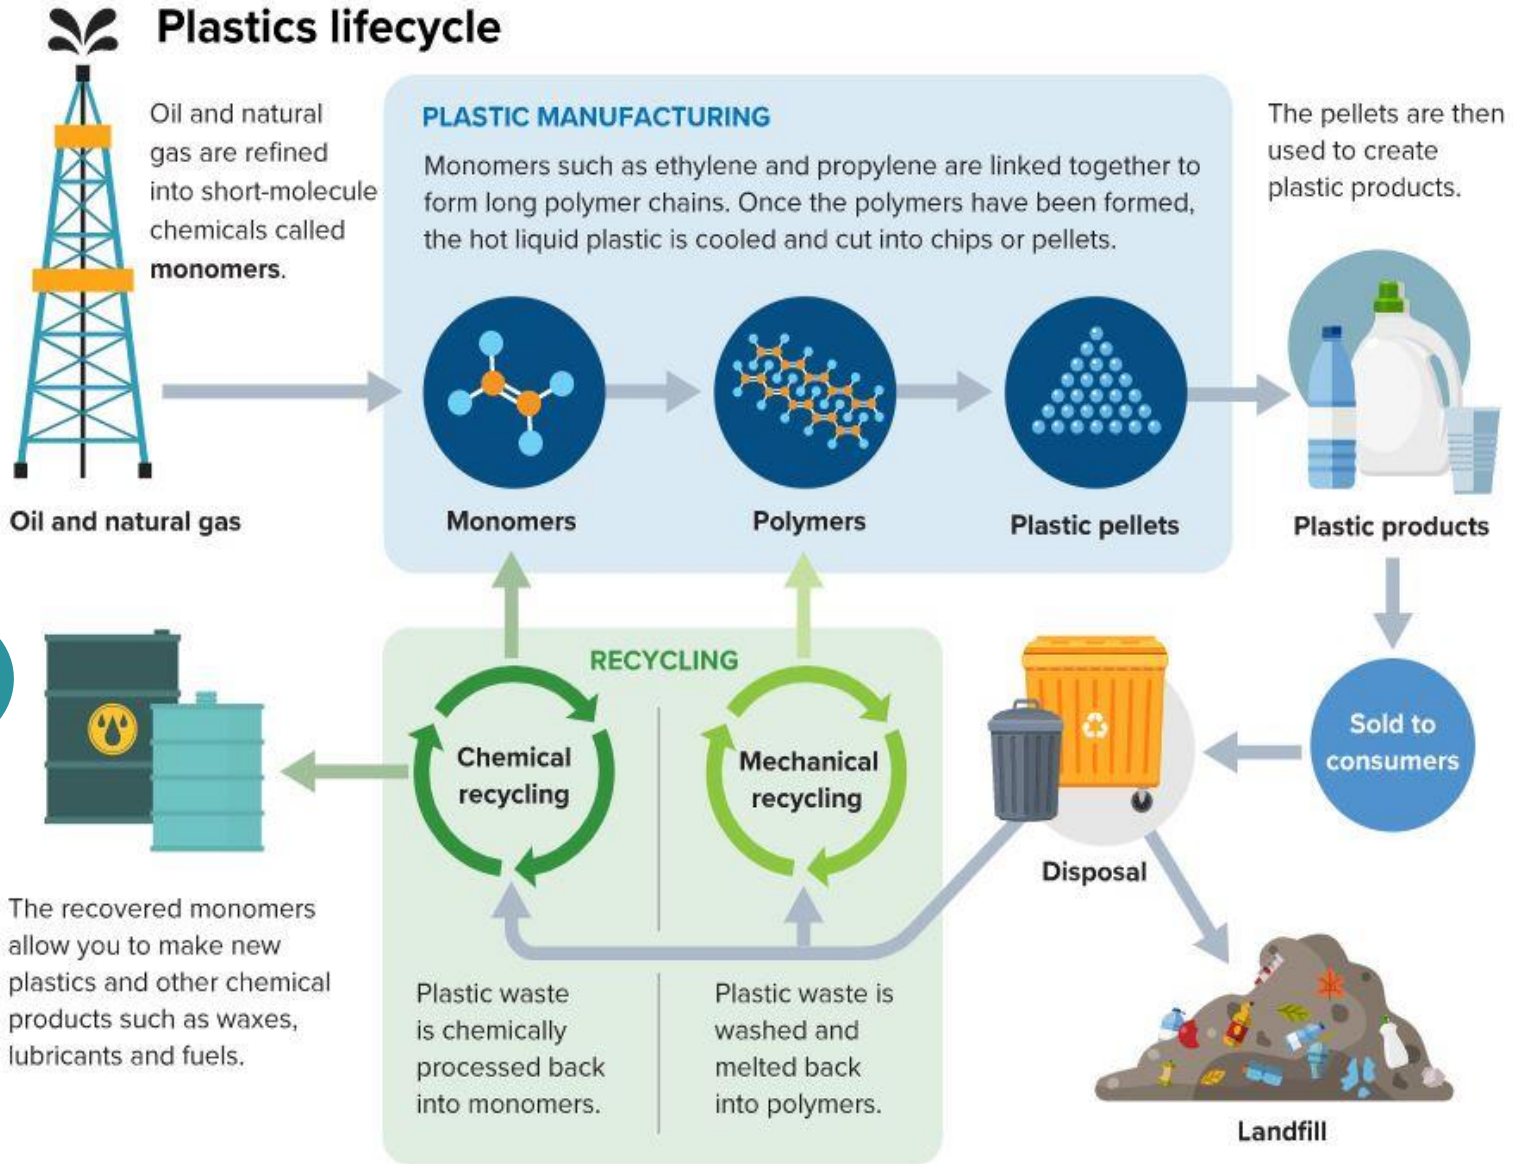 Plastics lifecycle
Oil and natural
gas are refined
into short-molecule
chemicals called
monomers.
PLASTIC MANUFACTURING
Monomers such as ethylene and propylene are linked together to
form long polymer chains. Once the polymers have been formed,
the hot liquid plastic is cooled and cut into chips or pellets.
The pellets are then
used to create
plastic products.
Oil and natural gas
Monomers
Polymers
Plastic pellets
Plastic products
RECYCLING
Chemical
recycling
Mechanical
recycling
Sold to
consumers
Disposal
The recovered monomers
allow you to make new
plastics and other chemical
products such as waxes,
lubricants and fuels.
Plastic waste
is chemically
processed back
into monomers.
Plastic waste is
washed and
melted back
into polymers.
Landfill